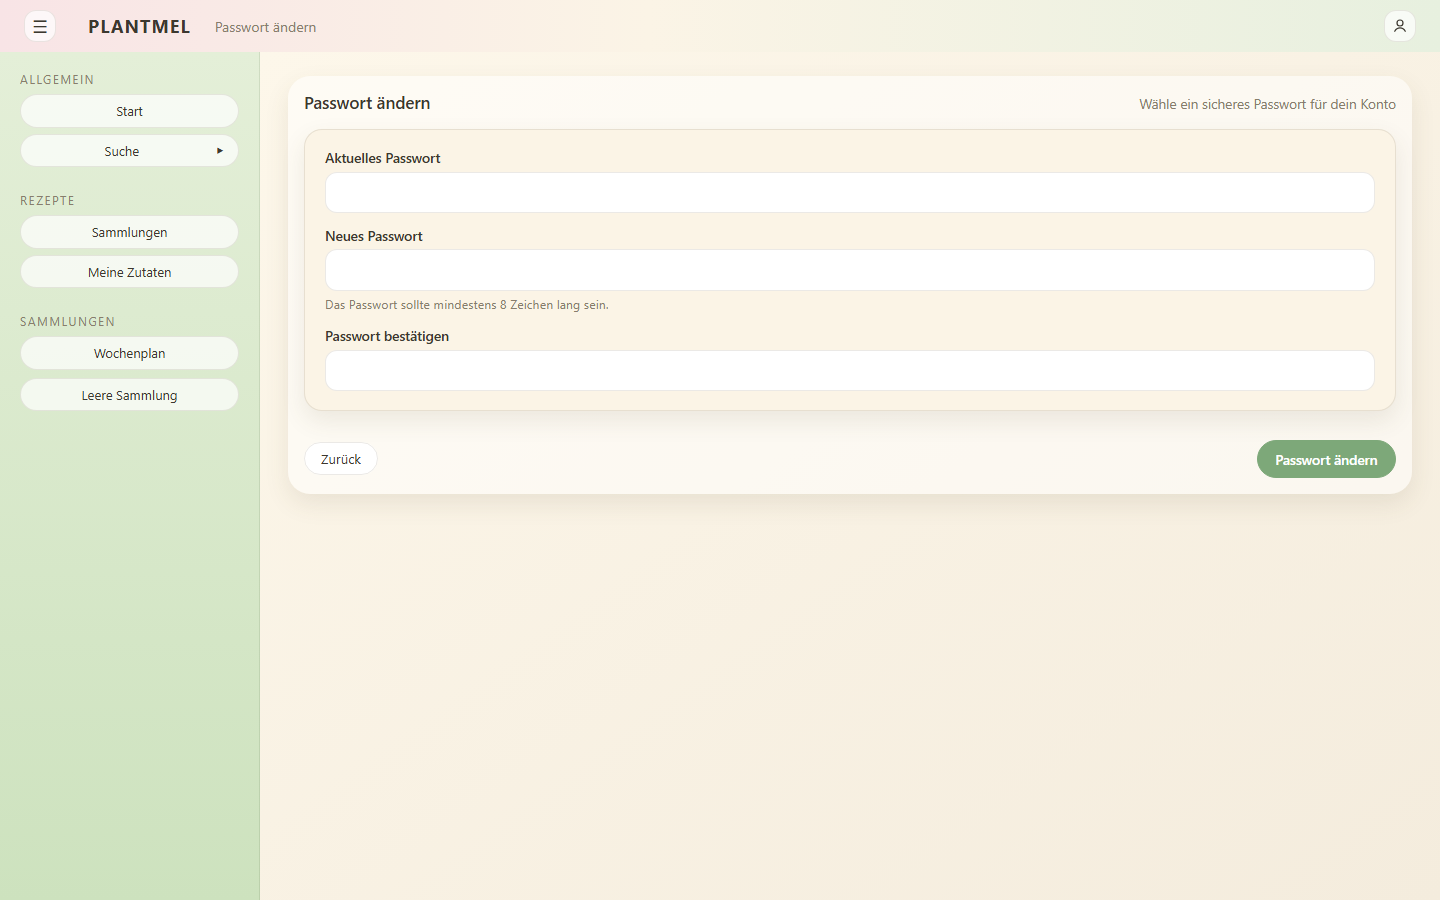 PLANTMEL
Passwort ändern
ALLGEMEIN
Start
Suche
REZEPTE
Sammlungen
Meine Zutaten
SAMMLUNGEN
Wochenplan
Leere Sammlung
Passwort ändern
Wähle ein sicheres Passwort für dein Konto
Aktuelles Passwort
Neues Passwort
Das Passwort sollte mindestens 8 Zeichen lang sein.
Passwort bestätigen
Zurück
Passwort ändern